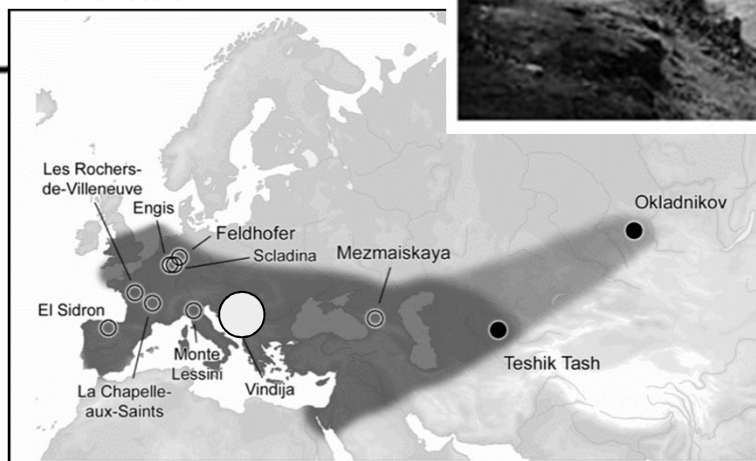 Les Rochers-
de-Villeneuve
Engis
Feldhofer
Scladina
Mezmaiskaya
Okladnikov
El Sidron
Monte
Lessini
Vindija
Teshik Tash
La Chapelle-
aux-Saints